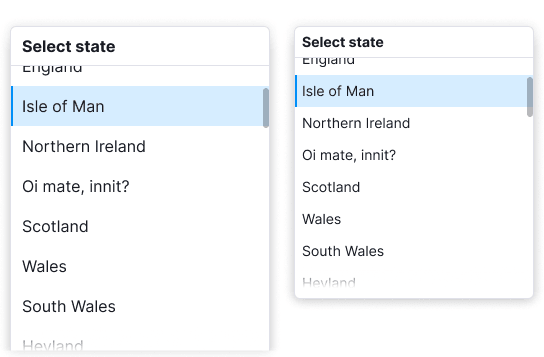 Select state
England
Isle of Man
Northern Ireland
Oi mate, innit?
Scotland
Wales
South Wales
Heyland
Select state
England
Isle of Man
Northern Ireland
Oi mate, innit?
Scotland
Wales
South Wales
Heyland